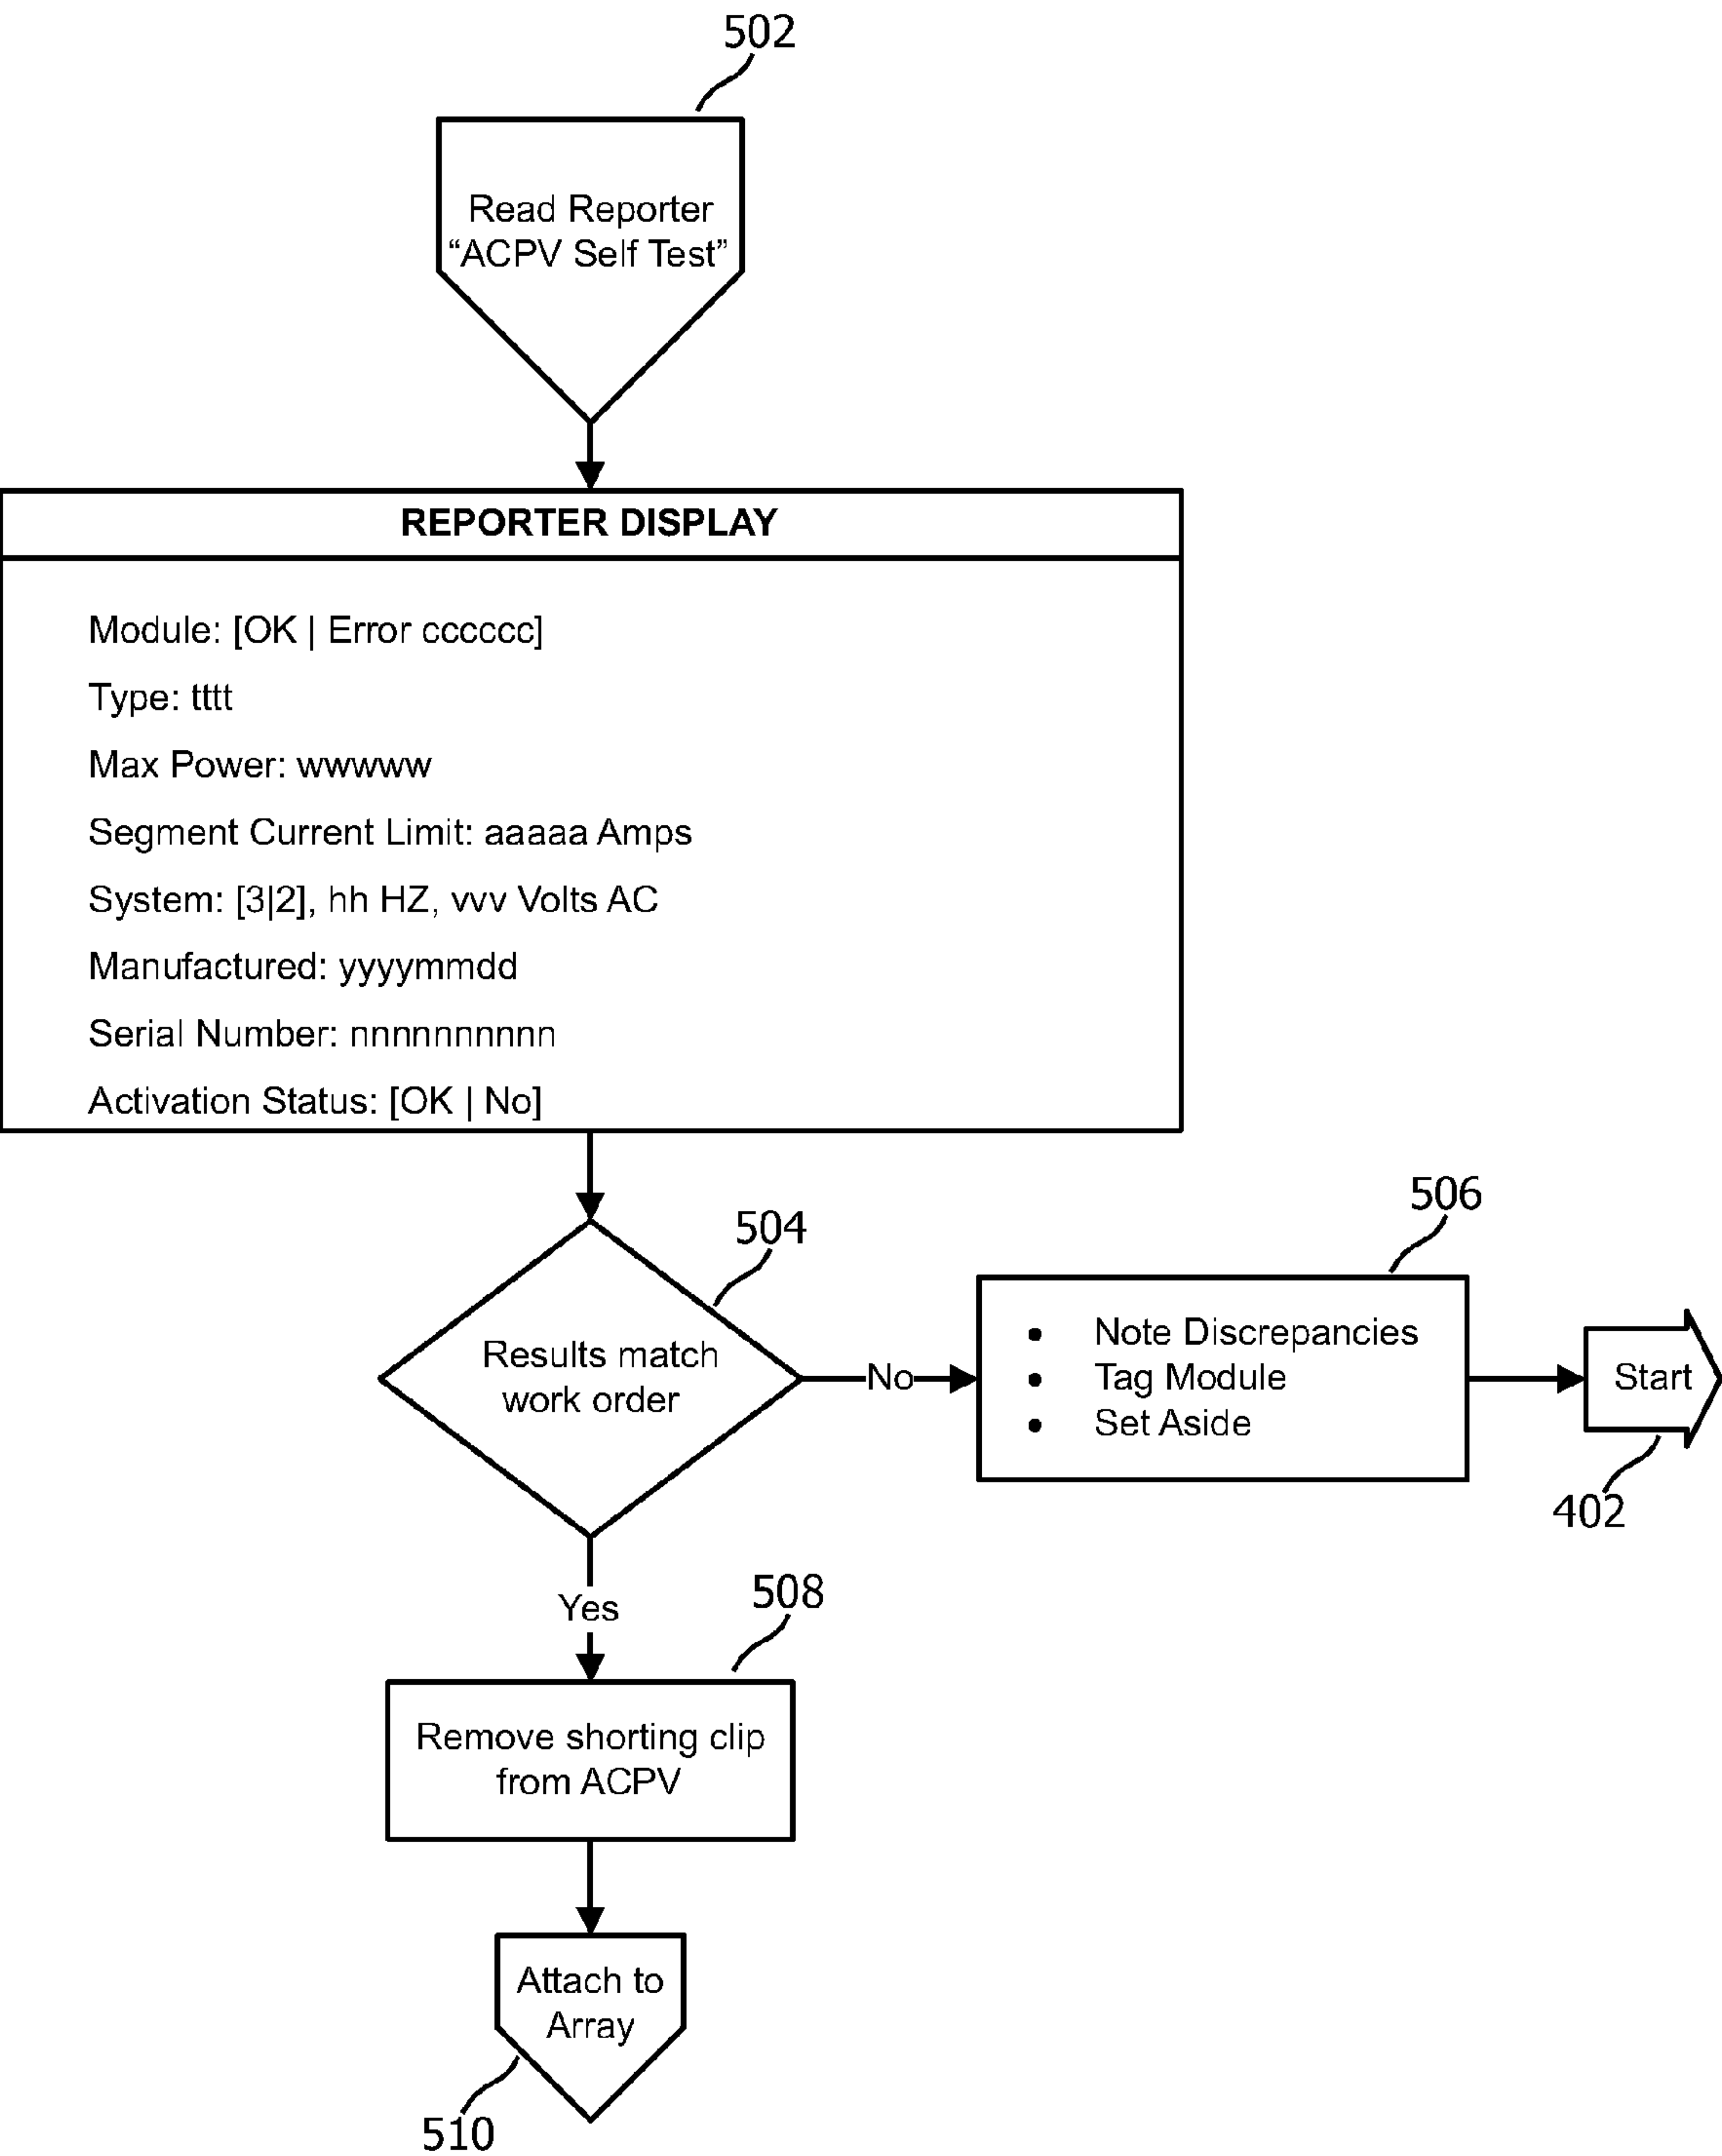 502
Read Reporter
“ACPV Self Test”
REPORTER DISPLAY
Module: [OK | Error cccccc]
Type: tttt
Max Power: wwwww
Segment Current Limit: aaaaa Amps
System: [3|2], hh HZ, vvv Volts AC
Manufactured: yyyymmdd
Serial Number: nnnnnnnnnn
Activation Status: [OK | No]
504
506
Results match
work order
No
• Note Discrepancies
• Tag Module
• Set Aside
Start
402
Yes
508
Remove shorting clip
from ACPV
Attach to
Array
510